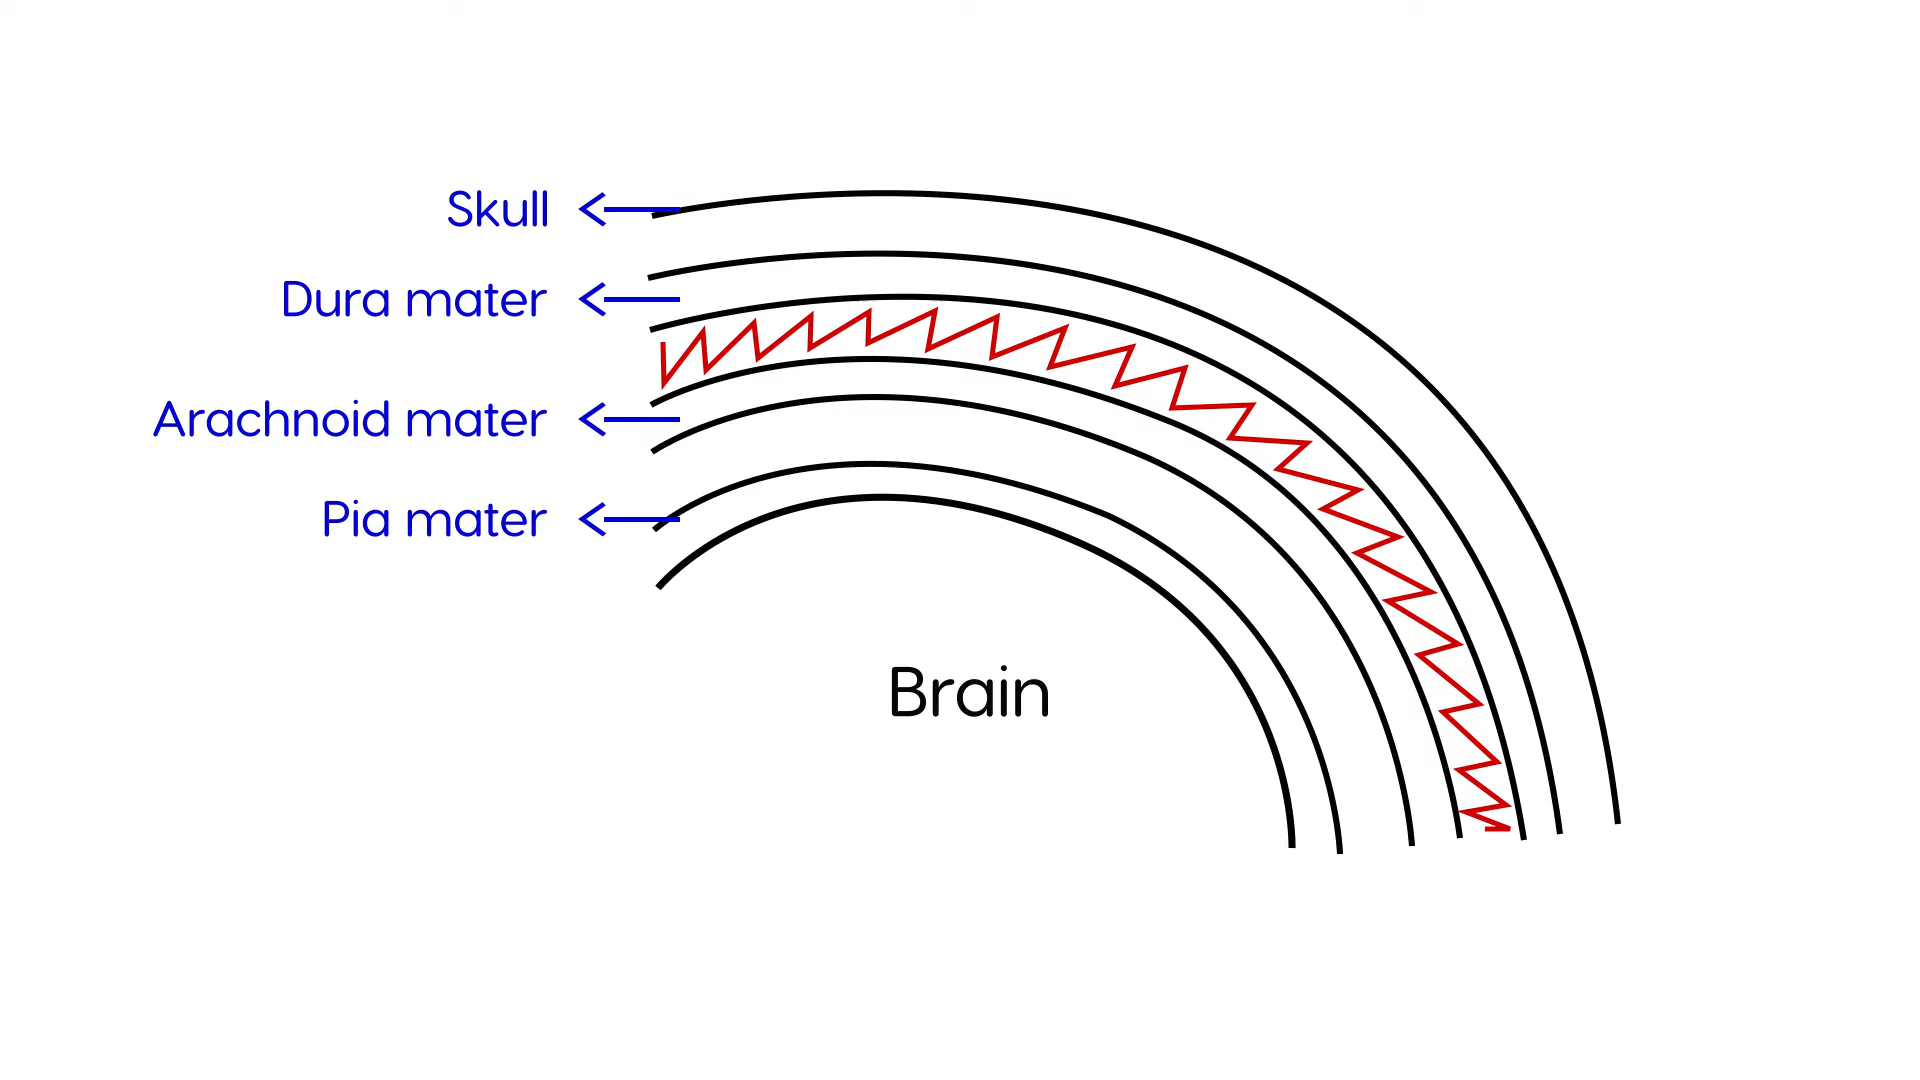 Skull
Dura mater
Arachnoid mater
Pia mater
Brain